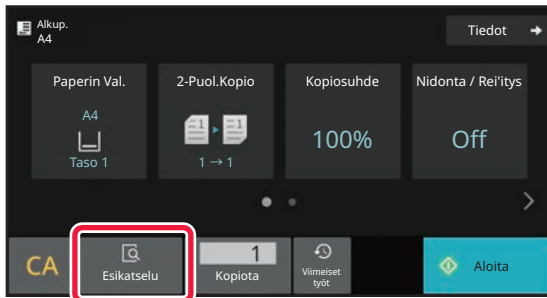 Alkup.
A4
Tiedot
Paperin Val.
2-Puol.Kopio
Kopiosuhde
Nidonta / Rei'itys
A4
Taso 1
1 → 1
100%
Off
CA
Esikatselu
1
Kopiota
Viimeiset
työt
Aloita